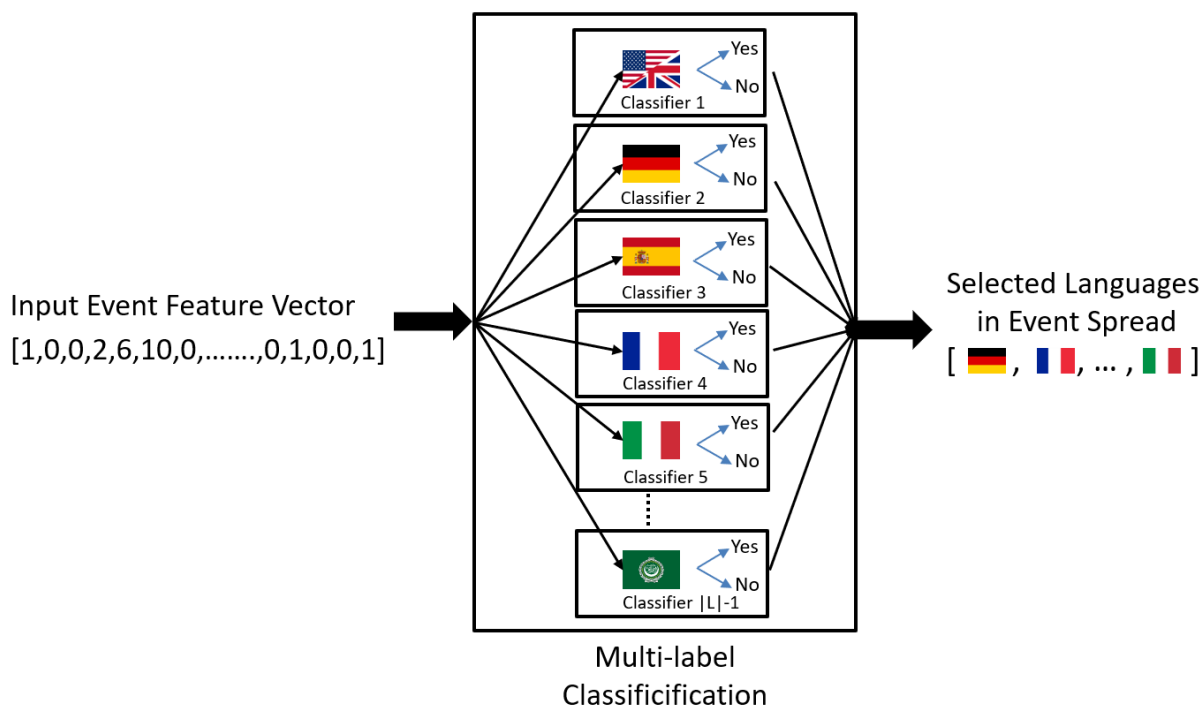 Yes
No
Classifier 1
Yes
No
Classifier 2
Yes
No
Classifier 3
Yes
No
Classifier 4
Yes
No
Classifier 5
Yes
No
Classifier |L|-1
Input Event Feature Vector
[1,0,0,2,6,10,0,.......,0,1,0,0,1]
Selected Languages
in Event Spread
[ , , ... , ]
Multi-label
Classificification